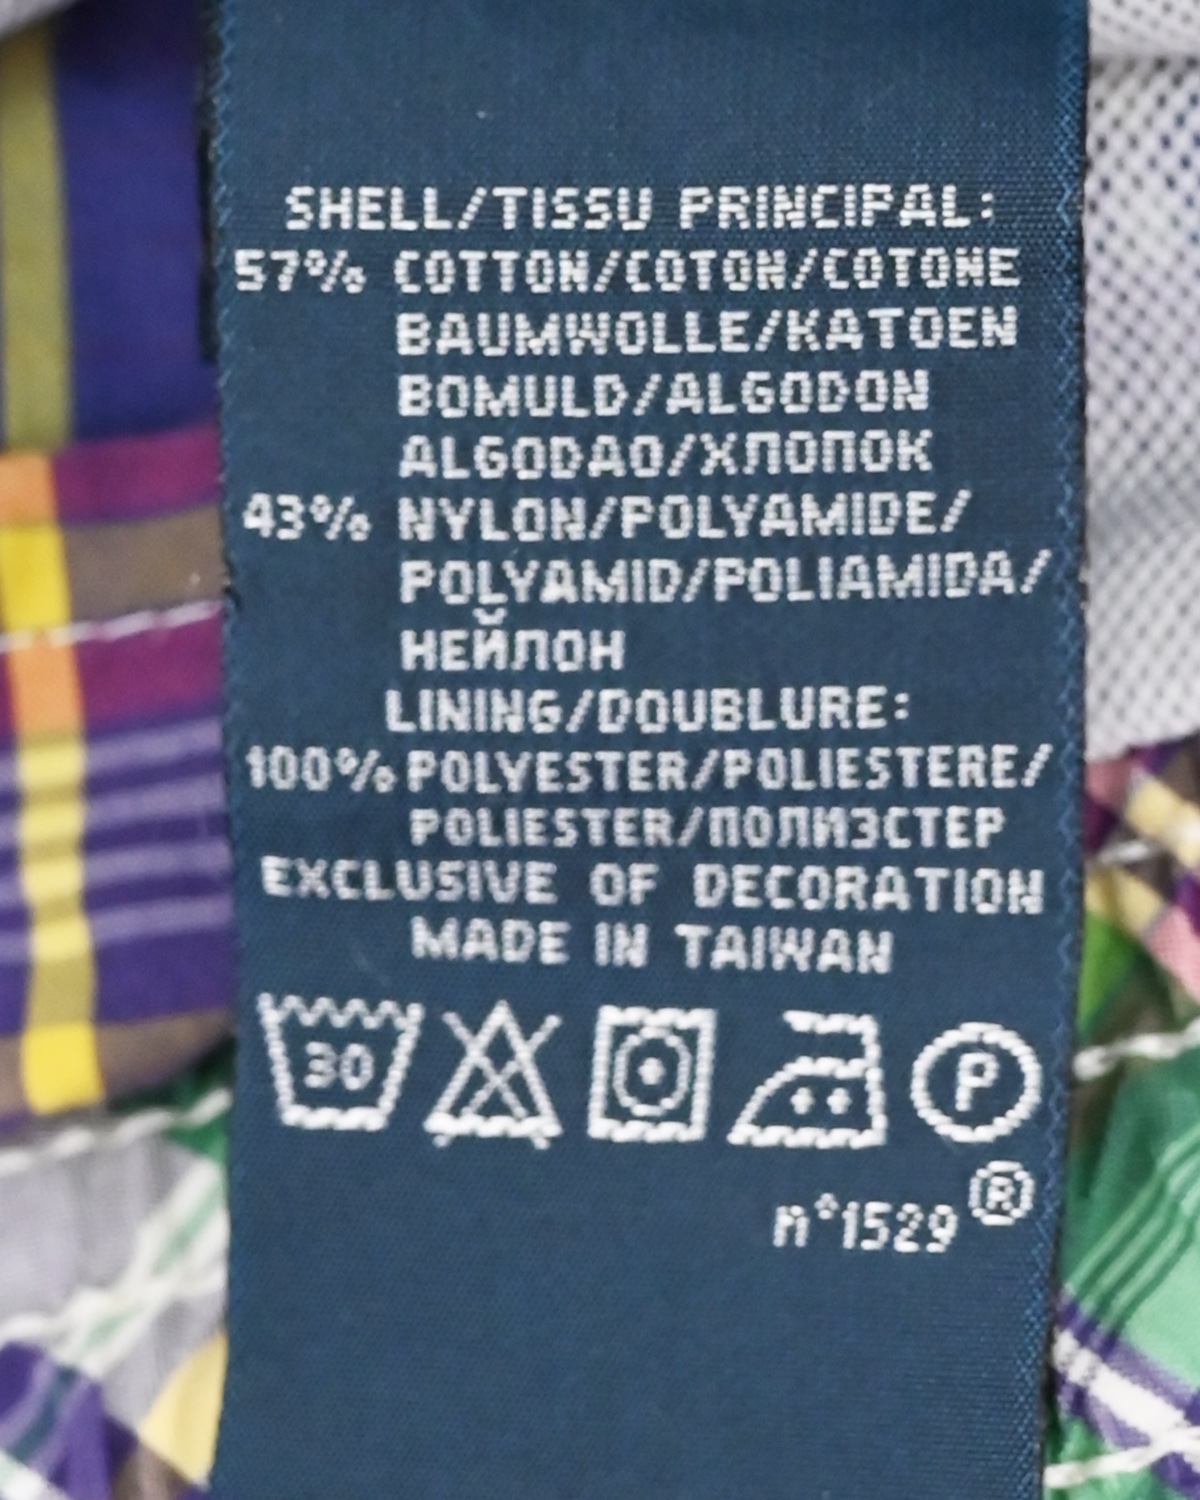 SHELL/TISSU PRINCIPAL:
57% COTTON/COTON/COTONE
BAUMWOLLE/KATOEN
BOMULD/ALGODON
ALGODAO/ХЛОПОК
43% NYLON/POLYAMIDE/
POLYAMID/POLIAMIDA/
НЕЙЛОН
LINING/DOUBLURE:
100% POLYESTER/POLIESTERE/
POLIESTER/ПОЛИЗСТЕР
EXCLUSIVE OF DECORATION
MADE IN TAIWAN
30 P
n°1529 ®